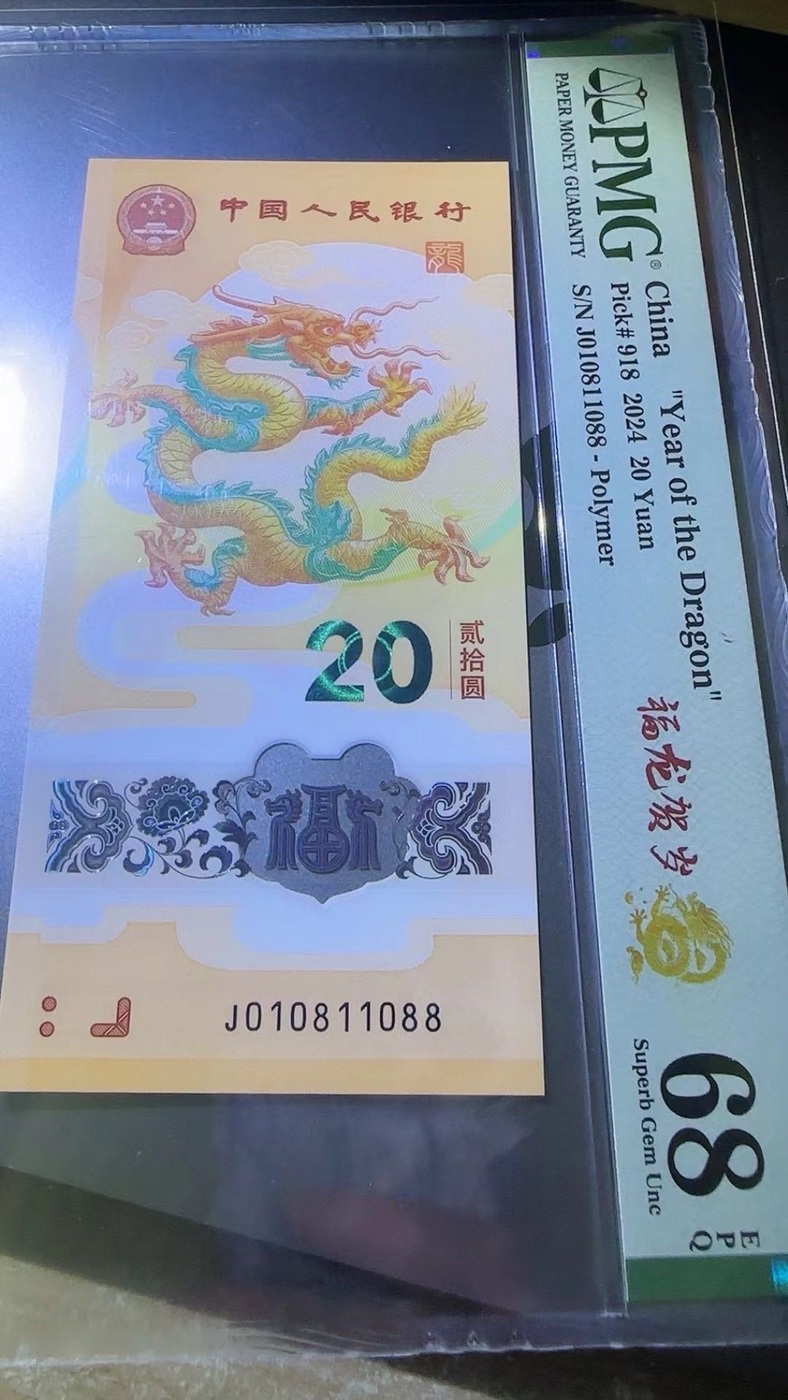 中国人民银行
龍
20
贰拾圆
福
J010811088
PMG®
PAPER MONEY GUARANTY
China "Year of the Dragon"
Pick# 918 2024 20 Yuan
S/N J010811088 - Polymer
福龙贺岁
68
Superb Gem Unc
EPQ